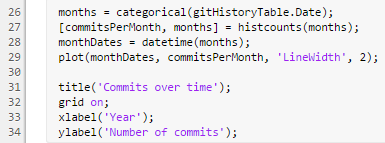 26 months = categorical(gitHistoryTable.Date);
27 [commitsPerMonth, months] = histcounts(months);
28 monthDates = datetime(months);
29 plot(monthDates, commitsPerMonth, 'LineWidth', 2);
30
31 title('Commits over time');
32 grid on;
33 xlabel('Year');
34 ylabel('Number of commits');